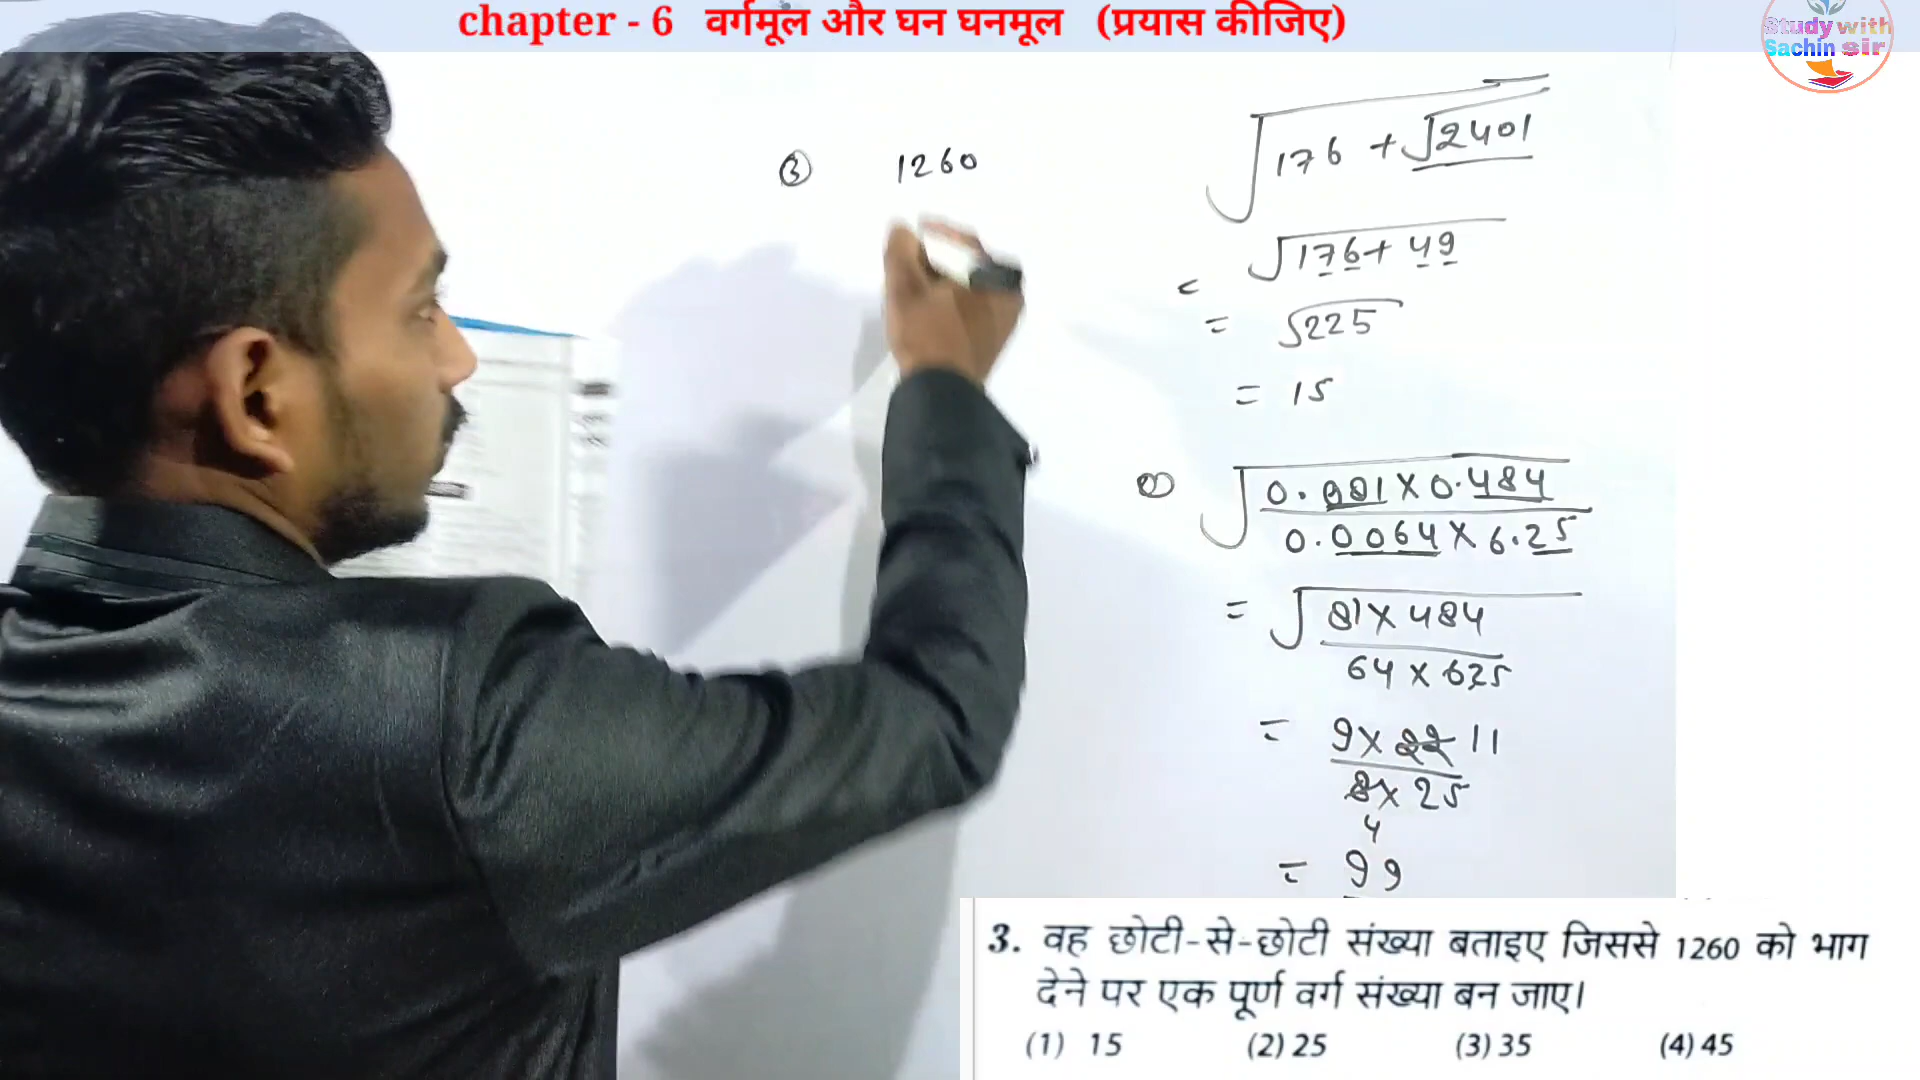 chapter - 6 वर्गमूल और घन घनमूल (प्रयास कीजिए)
Study with
Sachin sir
③ 1260
√176 + √2401
= √176 + 49
= √225
= 15
√0.081 × 0.484
0.0064 × 6.25
= √81 × 484
64 × 625
= 9 × 22 11
8 × 25
4
= 99
3. वह छोटी-से-छोटी संख्या बताइए जिससे 1260 को भाग
देने पर एक पूर्ण वर्ग संख्या बन जाए।
(1) 15 (2) 25 (3) 35 (4) 45